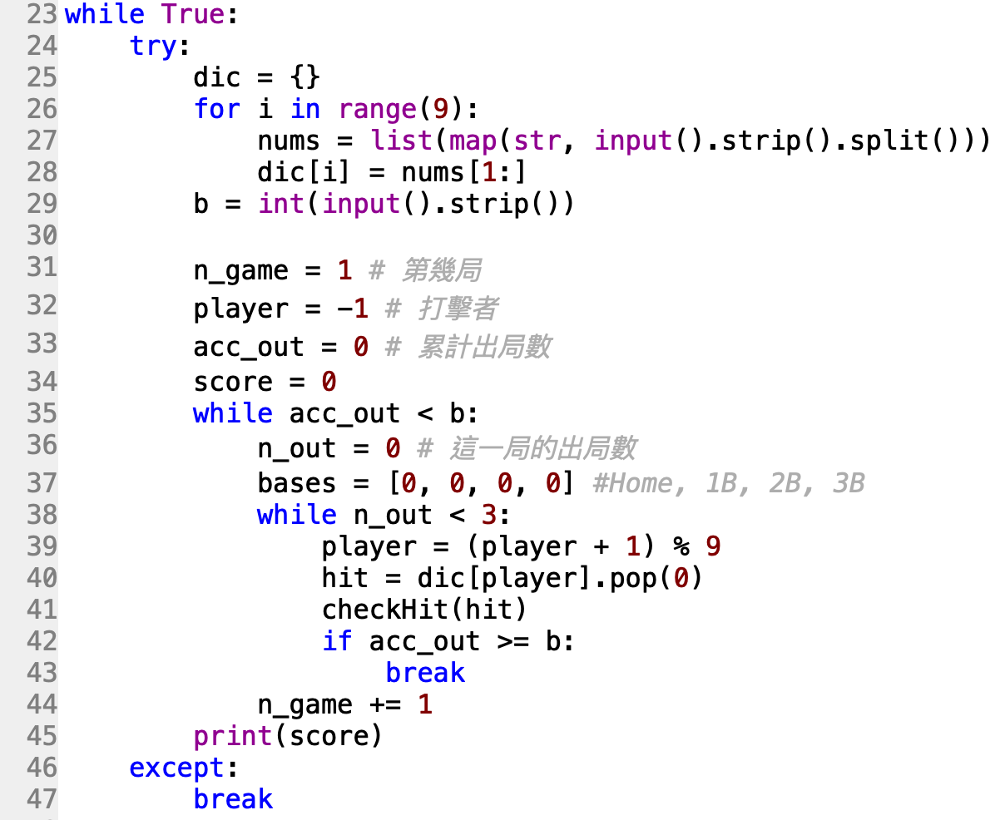 23 while True:
24     try:
25         dic = {}
26         for i in range(9):
27             nums = list(map(str, input().strip().split()))
28             dic[i] = nums[1:]
29         b = int(input().strip())
30
31         n_game = 1 # 第幾局
32         player = -1 # 打擊者
33         acc_out = 0 # 累計出局數
34         score = 0
35         while acc_out < b:
36             n_out = 0 # 這一局的出局數
37             bases = [0, 0, 0, 0] #Home, 1B, 2B, 3B
38             while n_out < 3:
39                 player = (player + 1) % 9
40                 hit = dic[player].pop(0)
41                 checkHit(hit)
42                 if acc_out >= b:
43                     break
44             n_game += 1
45         print(score)
46     except:
47         break